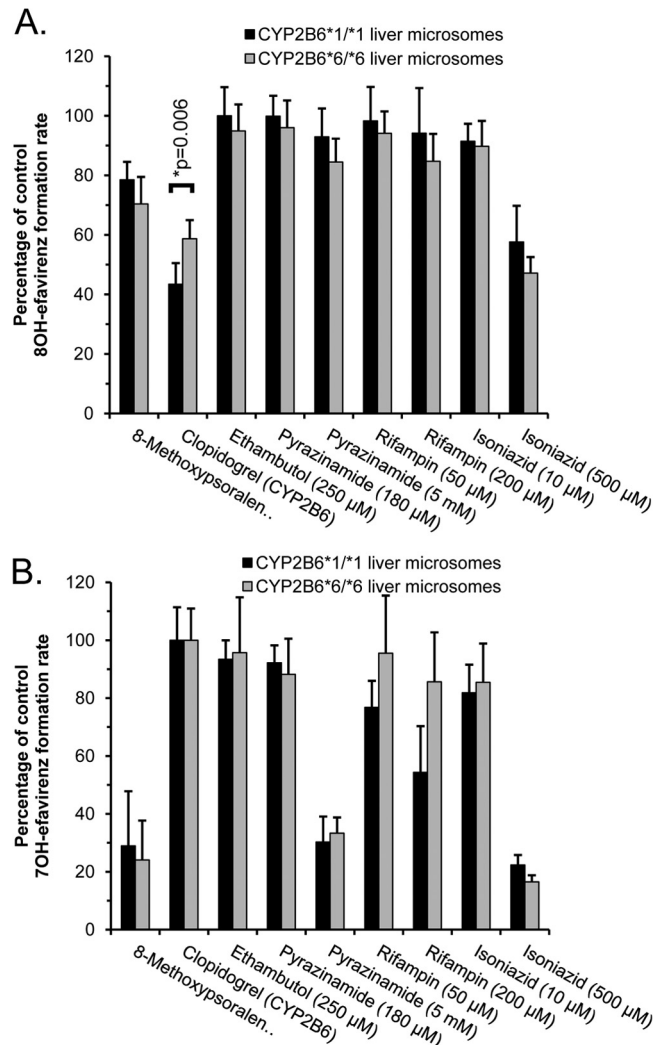 A.
CYP2B6*1/*1 liver microsomes
CYP2B6*6/*6 liver microsomes
Percentage of control
8OH-efavirenz formation rate
120
100
80
60
40
20
0
*p=0.006
8-Methoxypsoralen..
Clopidogrel (CYP2B6)
Ethambutol (250 µM)
Pyrazinamide (180 µM)
Pyrazinamide (5 mM)
Rifampin (50 µM)
Rifampin (200 µM)
Isoniazid (10 µM)
Isoniazid (500 µM)
B.
CYP2B6*1/*1 liver microsomes
CYP2B6*6/*6 liver microsomes
Percentage of control
7OH-efavirenz formation rate
120
100
80
60
40
20
0
8-Methoxypsoralen..
Clopidogrel (CYP2B6)
Ethambutol (250 µM)
Pyrazinamide (180 µM)
Pyrazinamide (5 mM)
Rifampin (50 µM)
Rifampin (200 µM)
Isoniazid (10 µM)
Isoniazid (500 µM)